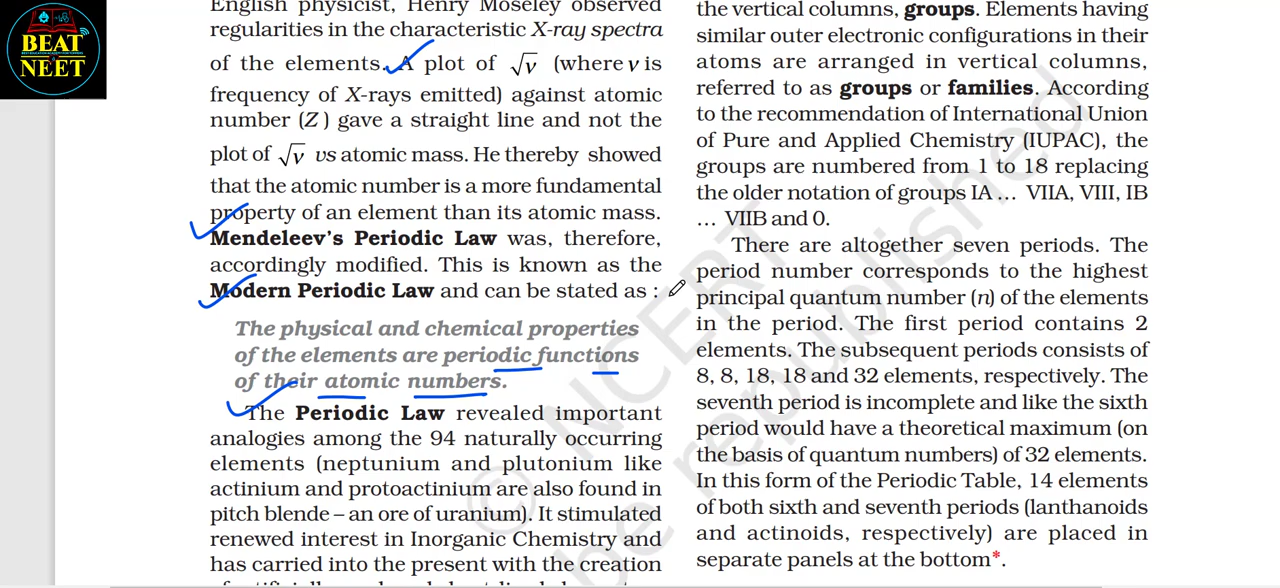 BEAT
NEET
English physicist, Henry Moseley observed
regularities in the characteristic X-ray spectra
of the elements. A plot of √ν (where ν is
frequency of X-rays emitted) against atomic
number (Z) gave a straight line and not the
plot of √ν vs atomic mass. He thereby showed
that the atomic number is a more fundamental
property of an element than its atomic mass.
Mendeleev's Periodic Law was, therefore,
accordingly modified. This is known as the
Modern Periodic Law and can be stated as :
The physical and chemical properties
of the elements are periodic functions
of their atomic numbers.
The Periodic Law revealed important
analogies among the 94 naturally occurring
elements (neptunium and plutonium like
actinium and protoactinium are also found in
pitch blende – an ore of uranium). It stimulated
renewed interest in Inorganic Chemistry and
has carried into the present with the creation
the vertical columns, groups. Elements having
similar outer electronic configurations in their
atoms are arranged in vertical columns,
referred to as groups or families. According
to the recommendation of International Union
of Pure and Applied Chemistry (IUPAC), the
groups are numbered from 1 to 18 replacing
the older notation of groups IA ... VIIA, VIII, IB
... VIIB and 0.
There are altogether seven periods. The
period number corresponds to the highest
principal quantum number (n) of the elements
in the period. The first period contains 2
elements. The subsequent periods consists of
8, 8, 18, 18 and 32 elements, respectively. The
seventh period is incomplete and like the sixth
period would have a theoretical maximum (on
the basis of quantum numbers) of 32 elements.
In this form of the Periodic Table, 14 elements
of both sixth and seventh periods (lanthanoids
and actinoids, respectively) are placed in
separate panels at the bottom*.
© NCERT
be republished